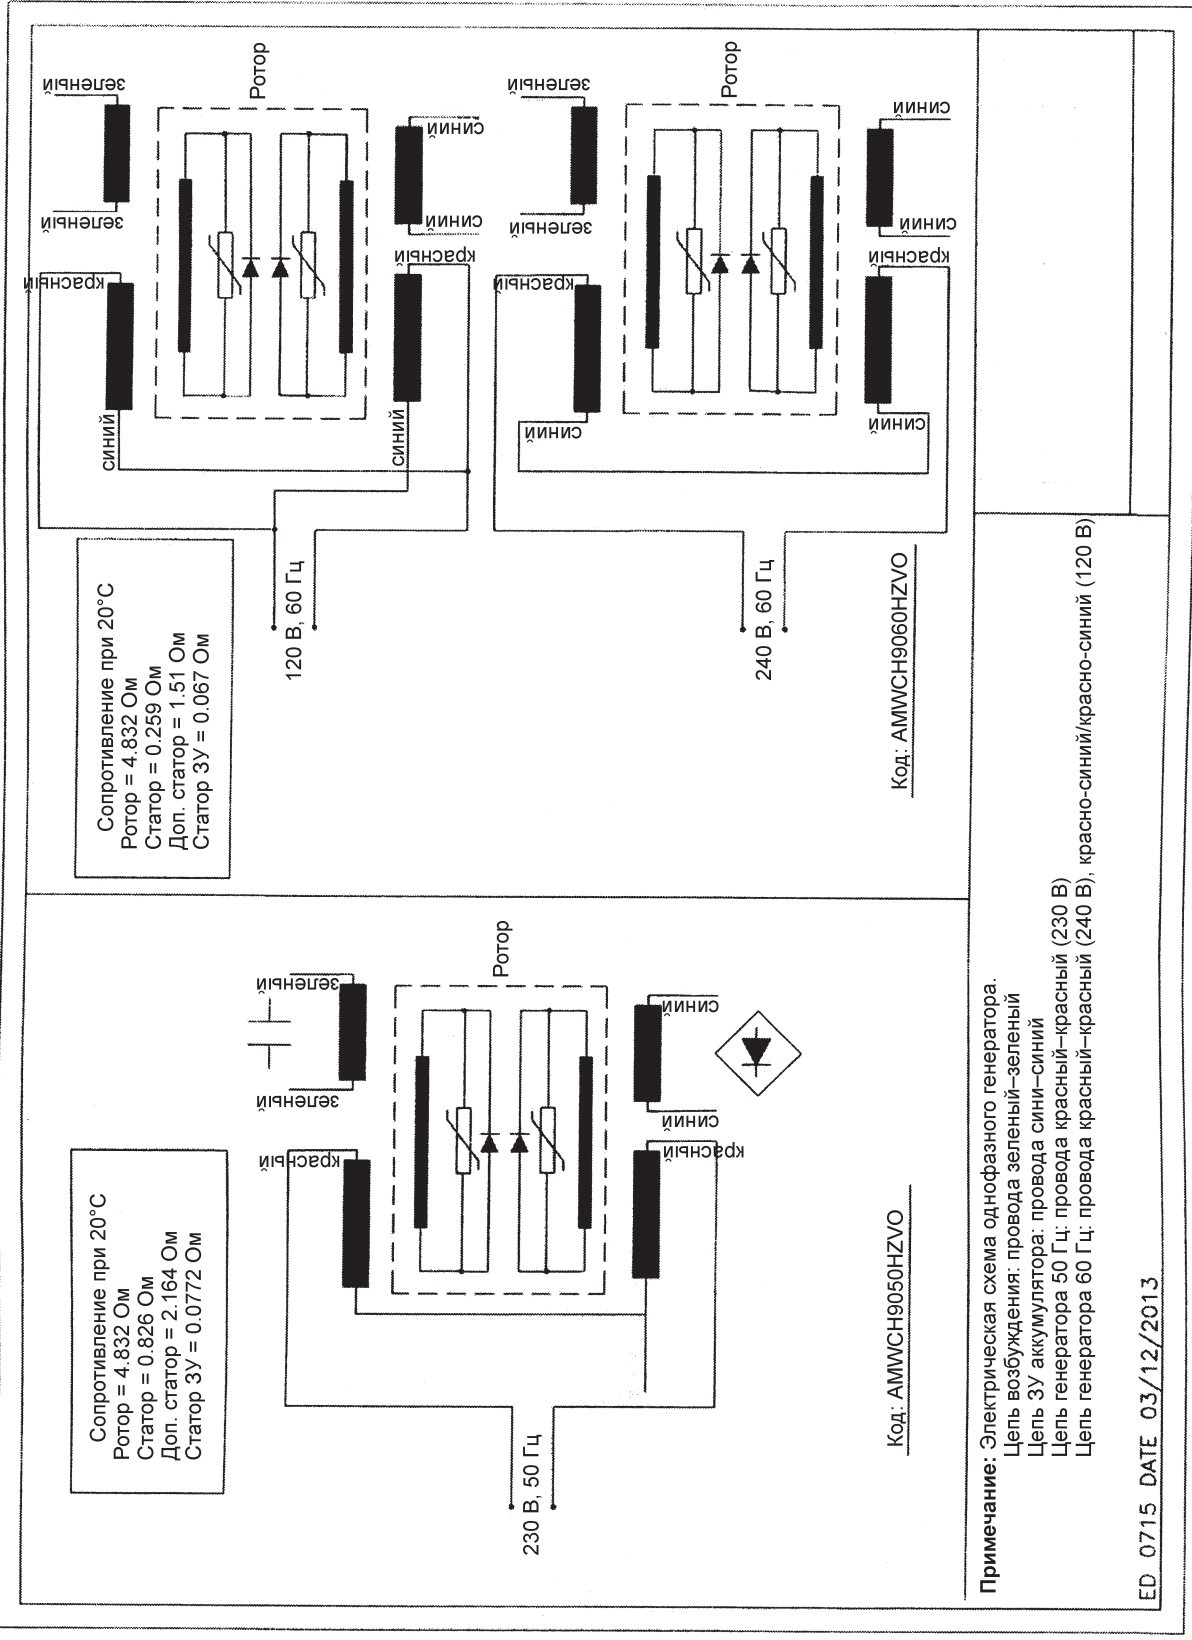 Сопротивление при 20°C
Ротор = 4.832 Ом
Статор = 0.826 Ом
Доп. статор = 2.164 Ом
Статор ЗУ = 0.0772 Ом
230 В, 50 Гц
красный
зеленый
зеленый
Ротор
красный
синий
синий
Код: AMWCH9050HZVO
Сопротивление при 20°C
Ротор = 4.832 Ом
Статор = 0.259 Ом
Доп. статор = 1.51 Ом
Статор ЗУ = 0.067 Ом
120 В, 60 Гц
синий
красный
зеленый
зеленый
Ротор
синий
красный
синий
синий
240 В, 60 Гц
синий
красный
зеленый
зеленый
Ротор
синий
красный
синий
синий
Код: AMWCH9060HZVO
Примечание: Электрическая схема однофазного генератора.
Цепь возбуждения: провода зеленый–зеленый
Цепь ЗУ аккумулятора: провода сини–синий
Цепь генератора 50 Гц: провода красный–красный (230 В)
Цепь генератора 60 Гц: провода красный–красный (240 В), красно-синий/красно-синий (120 В)
ED 0715 DATE 03/12/2013